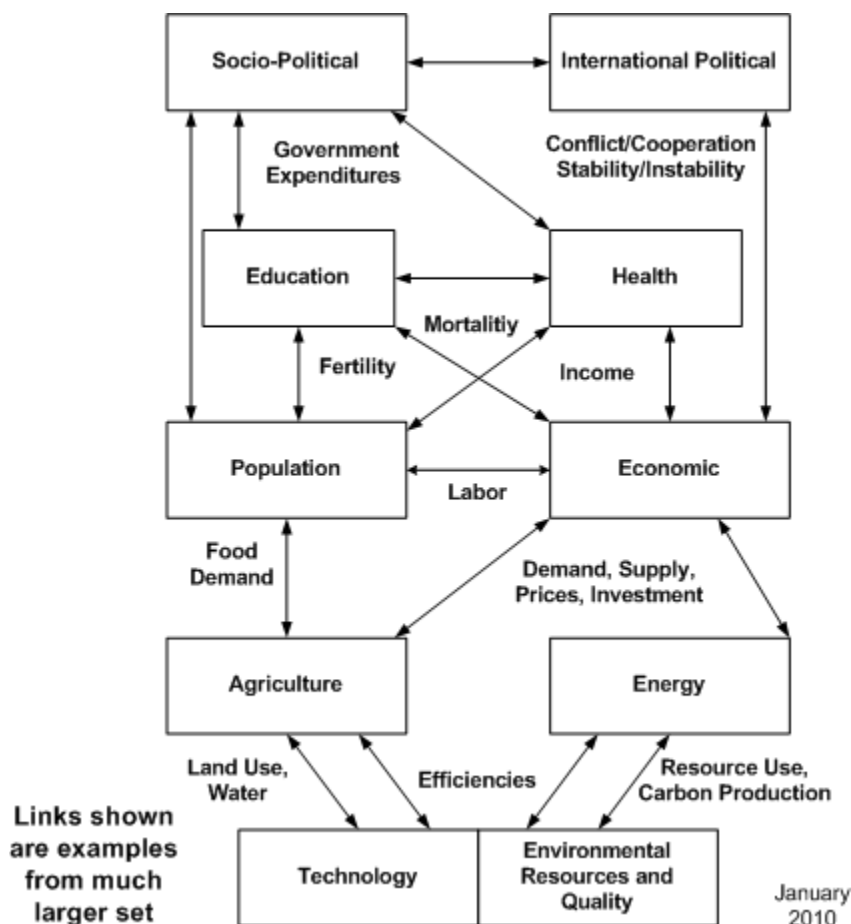 Socio-Political
International Political
Government
Expenditures
Conflict/Cooperation
Stability/Instability
Education
Health
Mortalitiy
Fertility
Income
Population
Economic
Labor
Food
Demand
Demand, Supply,
Prices, Investment
Agriculture
Energy
Land Use,
Water
Efficiencies
Resource Use,
Carbon Production
Links shown
are examples
from much
larger set
Technology
Environmental
Resources and
Quality
January
2010